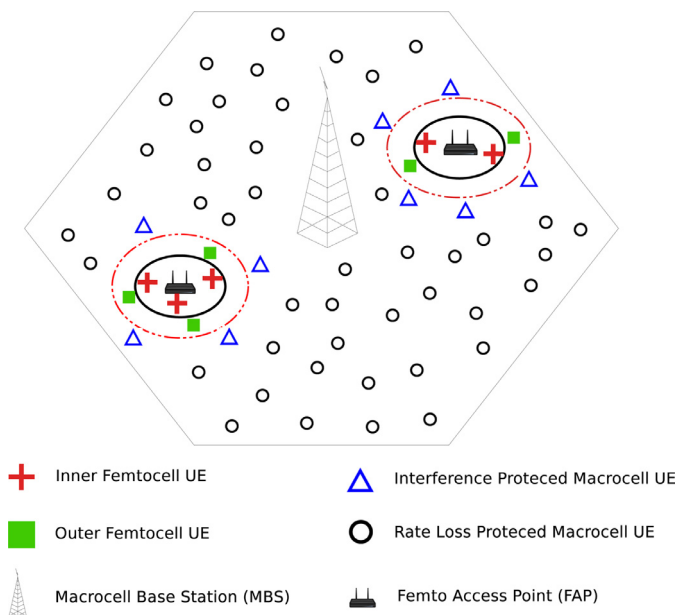 Inner Femtocell UE
Interference Proteced Macrocell UE
Outer Femtocell UE
Rate Loss Proteced Macrocell UE
Macrocell Base Station (MBS)
Femto Access Point (FAP)